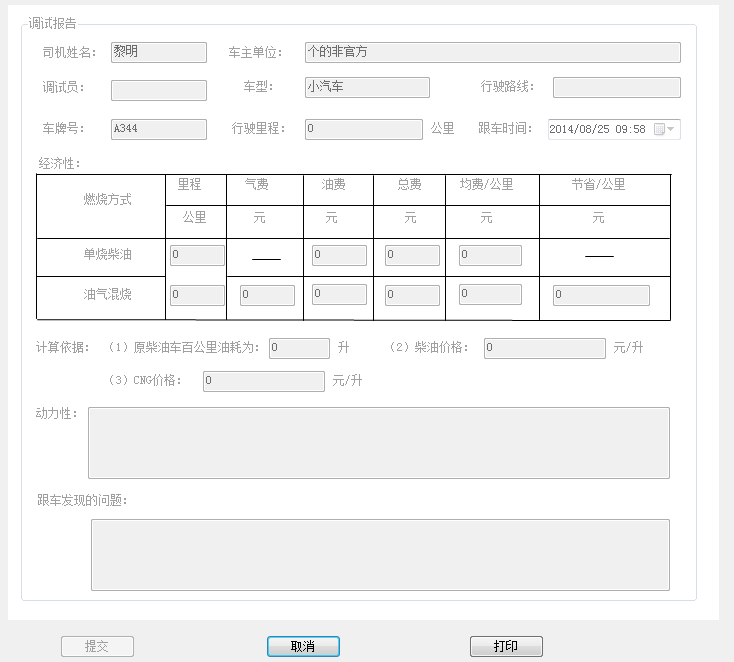 调试报告
司机姓名: 黎明 车主单位: 个的非官方
调试员: 车型: 小汽车 行驶路线:
车牌号: A344 行驶里程: 0 公里 跟车时间: 2014/08/25 09:58
经济性:
燃烧方式 里程 气费 油费 总费 均费/公里 节省/公里
公里 元 元 元 元 元
单烧柴油 0 —— 0 0 0 ——
油气混烧 0 0 0 0 0 0
计算依据: (1)原柴油车百公里油耗为: 0 升 (2)柴油价格: 0 元/升
(3)CNG价格: 0 元/升
动力性:
跟车发现的问题:
提交 取消 打印